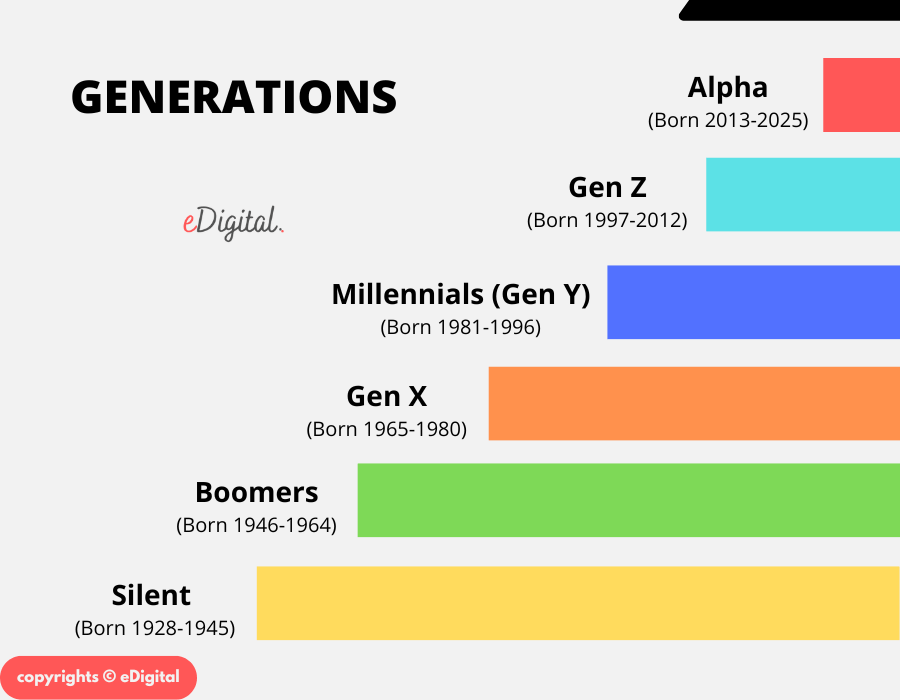 GENERATIONS
Alpha
(Born 2013-2025)
Gen Z
(Born 1997-2012)
eDigital.
Millennials (Gen Y)
(Born 1981-1996)
Gen X
(Born 1965-1980)
Boomers
(Born 1946-1964)
Silent
(Born 1928-1945)
copyrights © eDigital